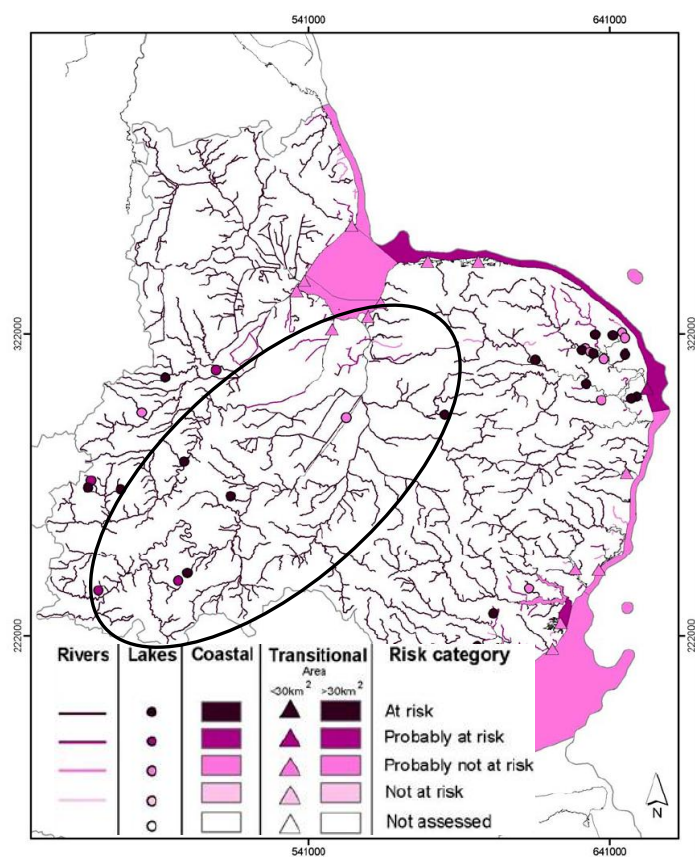 541000 641000
322000 322000
222000 222000
Rivers Lakes Coastal Transitional Risk category
Area
<30km² >30km²
At risk
Probably at risk
Probably not at risk
Not at risk
Not assessed
N
541000 641000